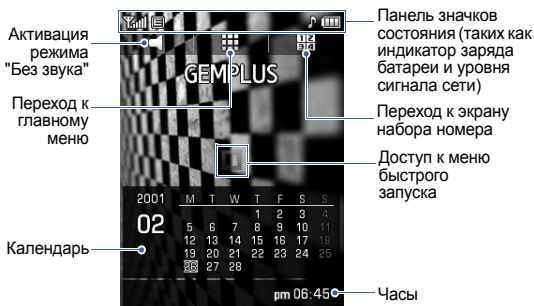 Активация
режима
"Без звука"
Переход к
главному
меню
Календарь
GEMPLUS
2001
02
M T W T F S S
1 2 3 4
5 6 7 8 9 10 11
12 13 14 15 16 17 18
19 20 21 22 23 24 25
26 27 28
pm 06:45
Панель значков
состояния (таких как
индикатор заряда
батареи и уровня
сигнала сети)
Переход к экрану
набора номера
Доступ к меню
быстрого
запуска
Часы